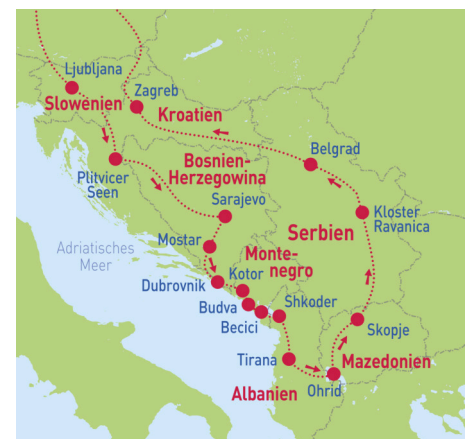 Ljubljana
Slowenien
Zagreb
Kroatien
Plitvicer
Seen
Bosnien-
Herzegowina
Belgrad
Sarajevo
Kloster
Ravanica
Serbien
Mostar
Adriatisches
Meer
Monte-
negro
Kotor
Dubrovnik
Budva
Becici
Shkoder
Skopje
Tirana
Mazedonien
Ohrid
Albanien